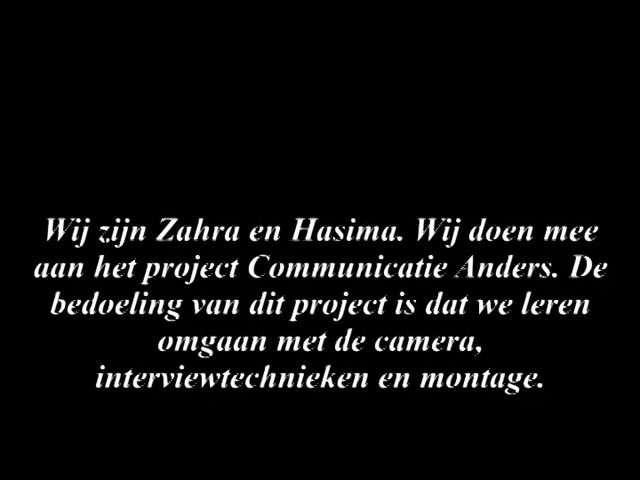 Wij zijn Zahra en Hasima. Wij doen mee
aan het project Communicatie Anders. De
bedoeling van dit project is dat we leren
omgaan met de camera,
interviewtechnieken en montage.